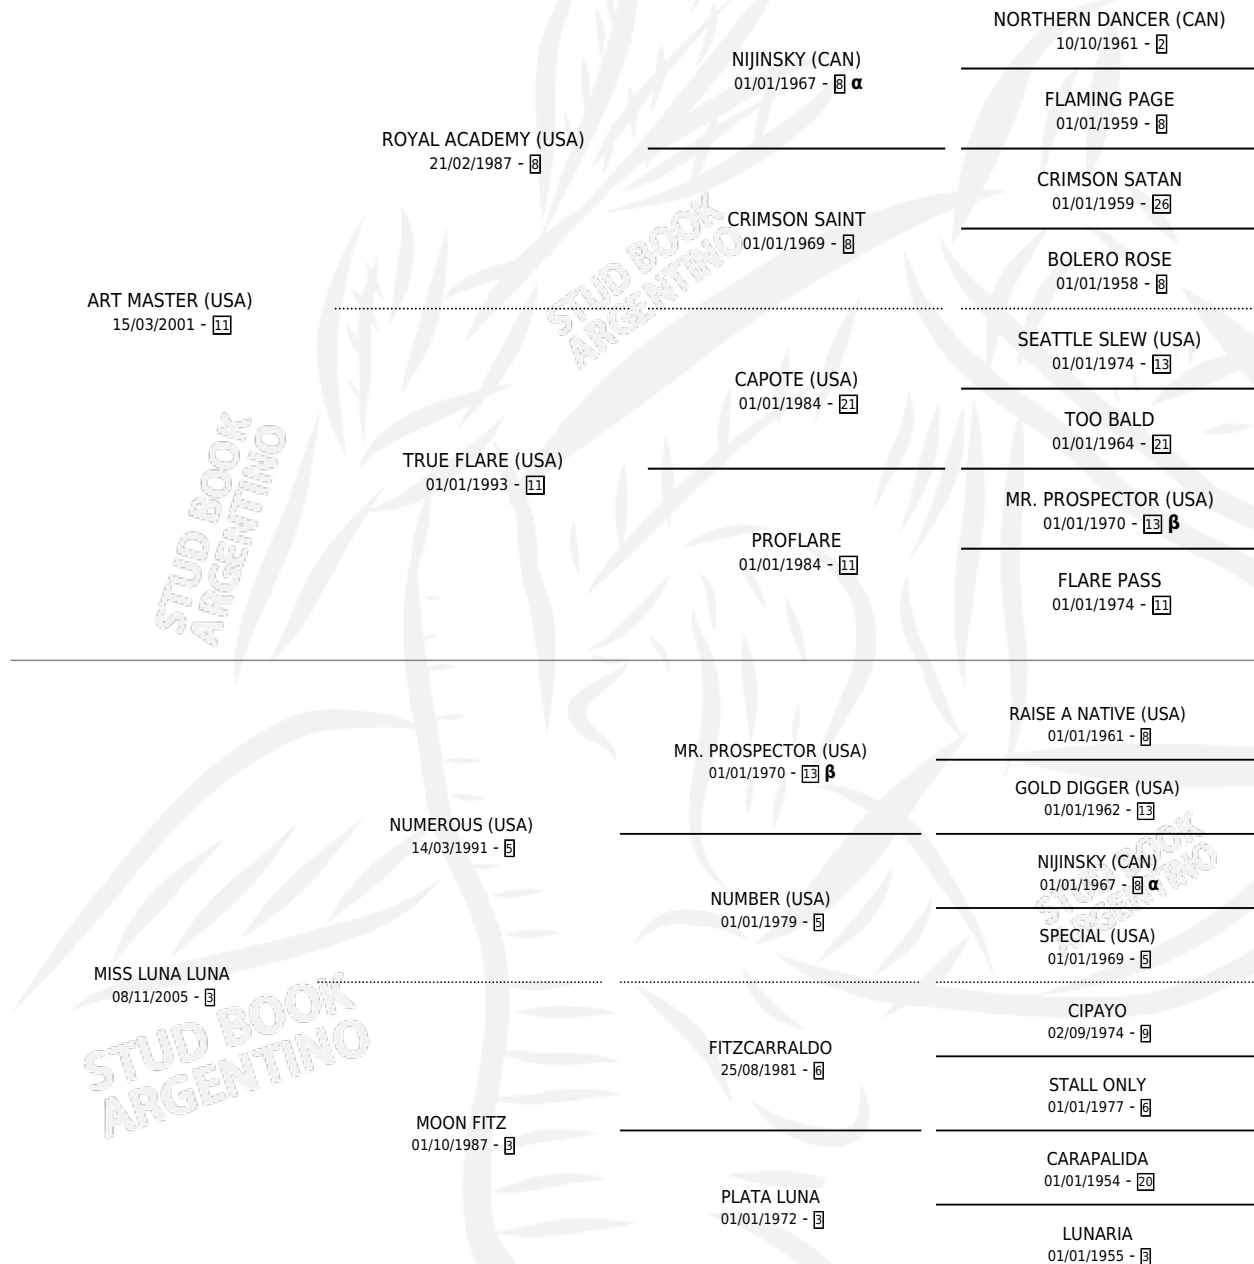 NORTHERN DANCER (CAN)
10/10/1961 - 2
NIJINSKY (CAN)
01/01/1967 - 8 α
FLAMING PAGE
01/01/1959 - 8
ROYAL ACADEMY (USA)
21/02/1987 - 8
CRIMSON SATAN
01/01/1959 - 26
CRIMSON SAINT
01/01/1969 - 8
BOLERO ROSE
01/01/1958 - 8
ART MASTER (USA)
15/03/2001 - 11
STUD BOOK
ARGENTINO
SEATTLE SLEW (USA)
01/01/1974 - 13
CAPOTE (USA)
01/01/1984 - 21
TOO BALD
01/01/1964 - 21
TRUE FLARE (USA)
01/01/1993 - 11
MR. PROSPECTOR (USA)
01/01/1970 - 13 β
PROFLARE
01/01/1984 - 11
FLARE PASS
01/01/1974 - 11
STUD BOOK
ARGENTINO
RAISE A NATIVE (USA)
01/01/1961 - 8
MR. PROSPECTOR (USA)
01/01/1970 - 13 β
GOLD DIGGER (USA)
01/01/1962 - 13
NUMEROUS (USA)
14/03/1991 - 5
NIJINSKY (CAN)
01/01/1967 - 8 α
STUD BOOK
ARGENTINO
NUMBER (USA)
01/01/1979 - 5
SPECIAL (USA)
01/01/1969 - 5
MISS LUNA LUNA
08/11/2005 - 3
STUD BOOK
ARGENTINO
CIPAYO
02/09/1974 - 9
FITZCARRALDO
25/08/1981 - 6
STALL ONLY
01/01/1977 - 6
MOON FITZ
01/10/1987 - 3
CARAPALIDA
01/01/1954 - 20
PLATA LUNA
01/01/1972 - 3
LUNARIA
01/01/1955 - 3